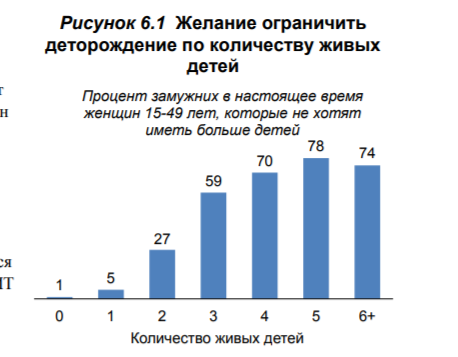 Рисунок 6.1 Желание ограничить
деторождение по количеству живых
детей
Процент замужних в настоящее время
женщин 15-49 лет, которые не хотят
иметь больше детей
1
5
27
59
70
78
74
0 1 2 3 4 5 6+
Количество живых детей